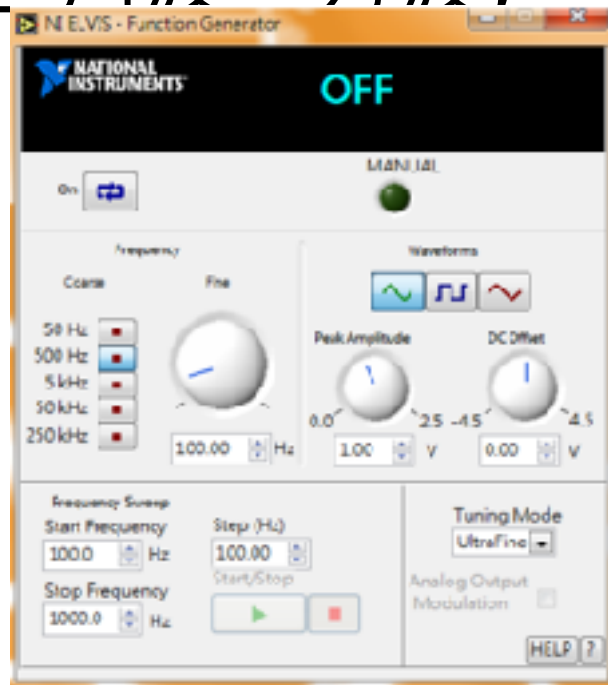 NI ELVIS - Function Generator
NATIONAL INSTRUMENTS
OFF
On
MANUAL
Frequency
Waveforms
Coarse
Fine
50 Hz
500 Hz
5 kHz
50 kHz
250 kHz
100.00 Hz
Peak Amplitude
DC Offset
0.0 2.5 -4.5 4.5
1.00 V
0.00 V
Frequency Sweep
Start Frequency
Step (Hz)
100.0 Hz
100.00
Stop Frequency
Start/Stop
1000.0 Hz
Tuning Mode
UltraFine
Analog Output
Modulation
HELP ?